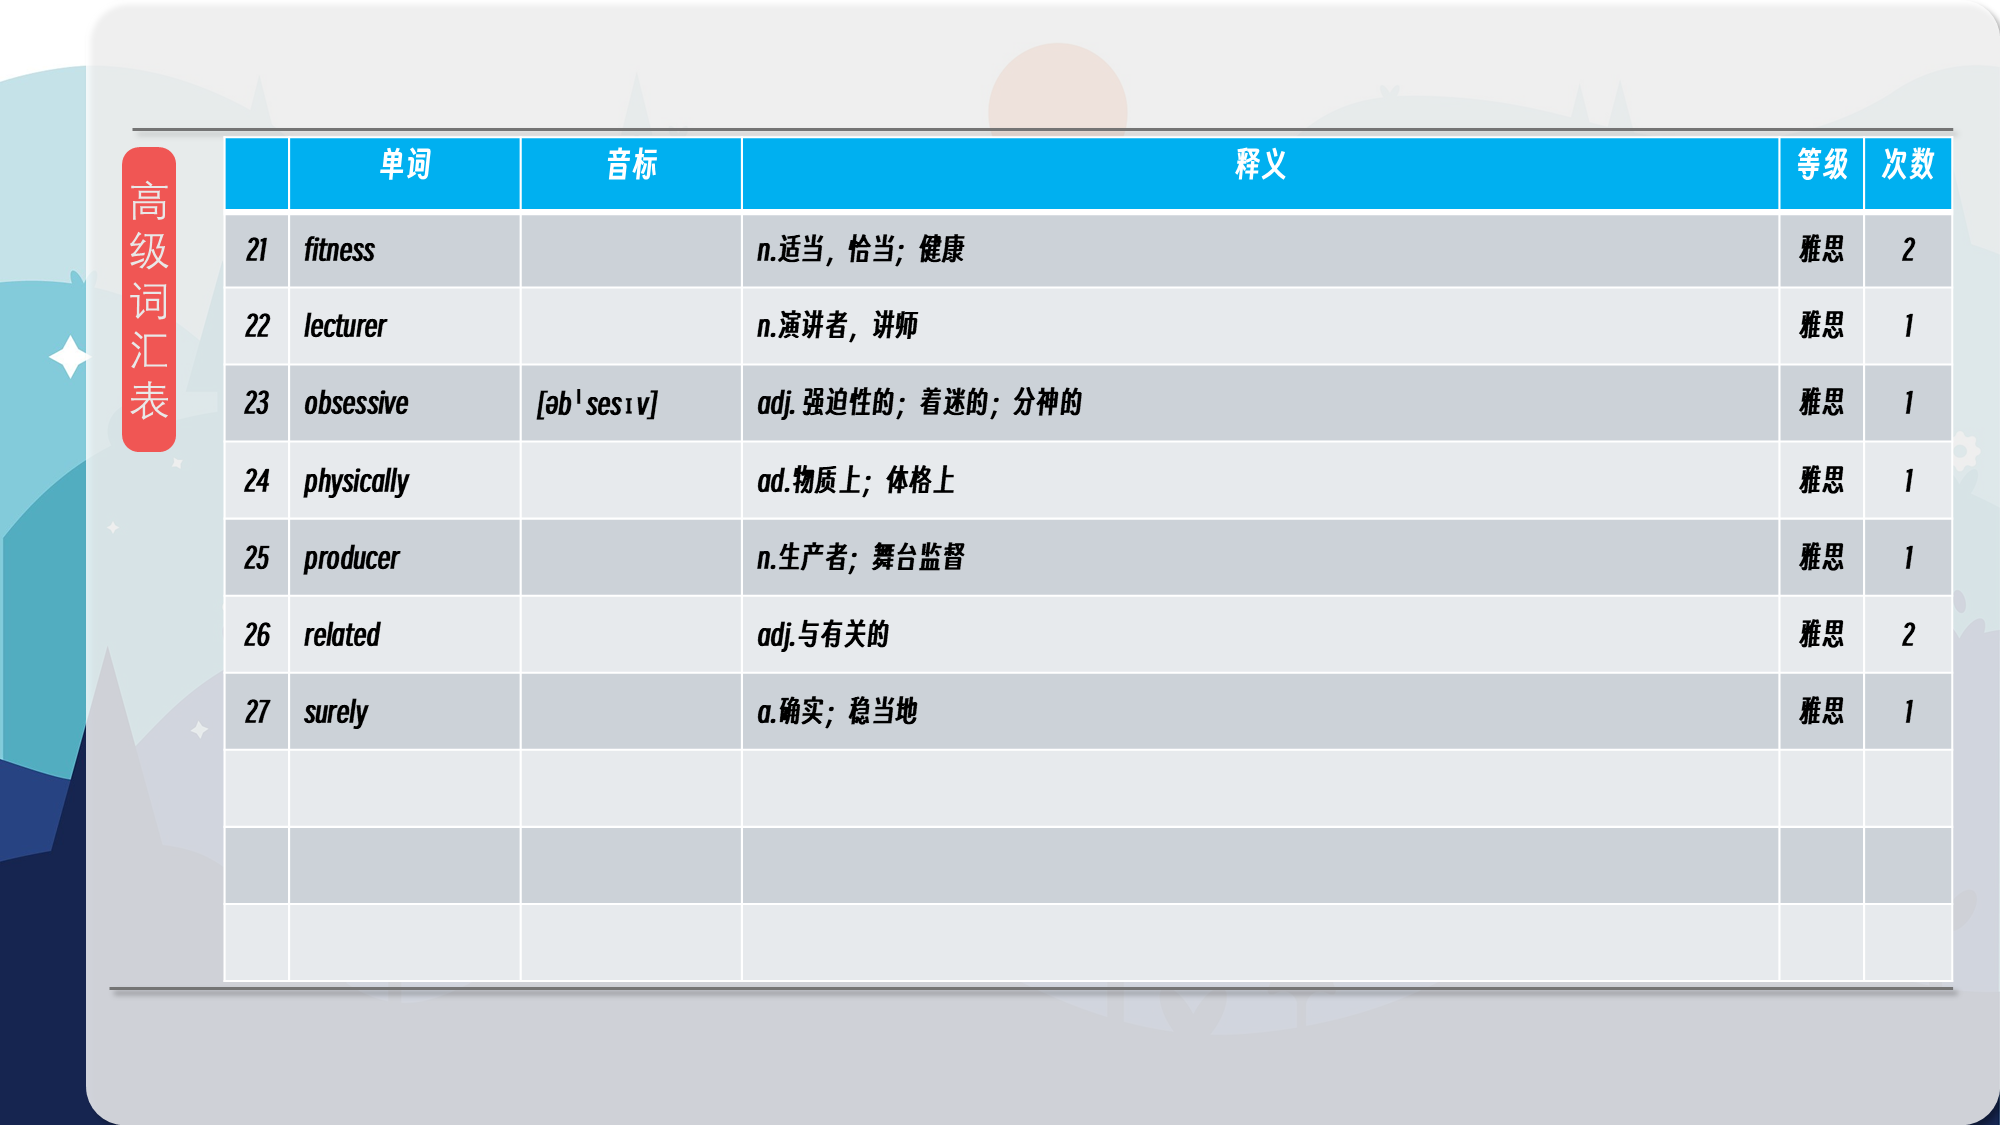 高级词汇表
单词 音标 释义 等级 次数
21 fitness n.适当，恰当；健康 雅思 2
22 lecturer n.演讲者，讲师 雅思 1
23 obsessive [əbˈsesɪv] adj. 强迫性的；着迷的；分神的 雅思 1
24 physically ad.物质上；体格上 雅思 1
25 producer n.生产者；舞台监督 雅思 1
26 related adj.与有关的 雅思 2
27 surely a.确实；稳当地 雅思 1